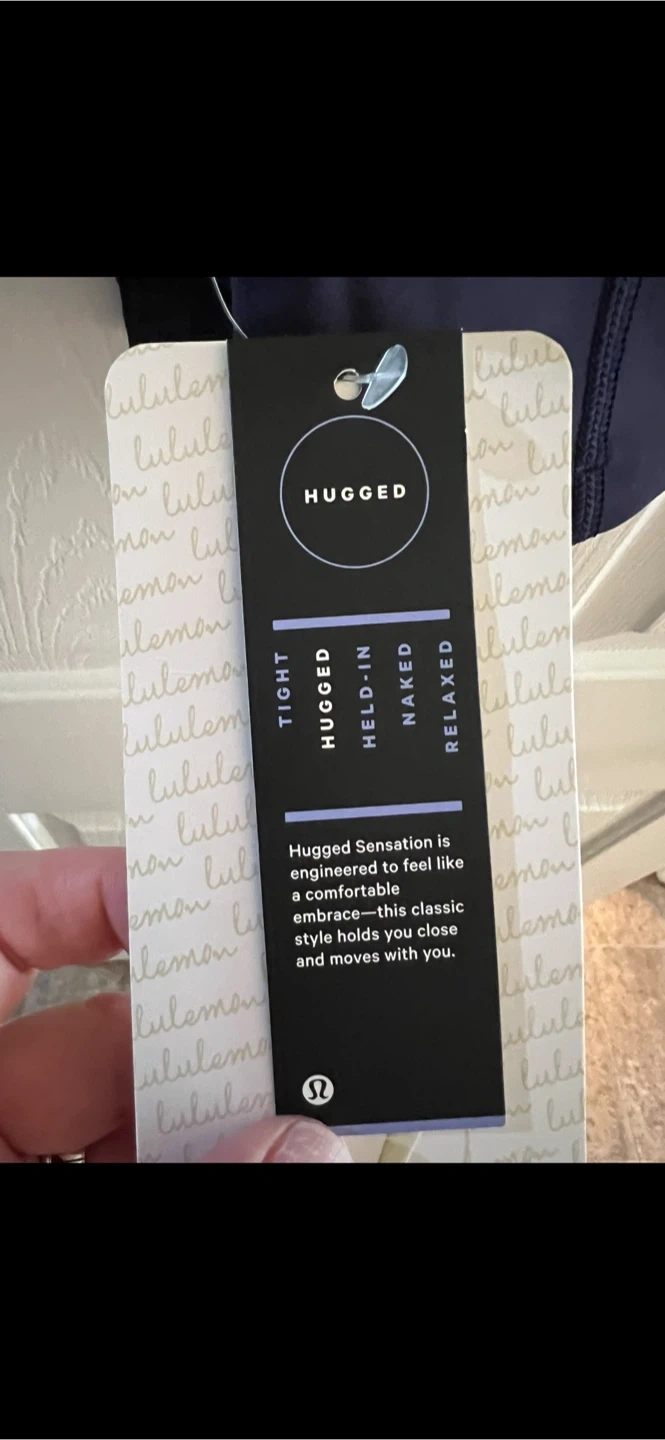 HUGGED
TIGHT
HUGGED
HELD-IN
NAKED
RELAXED
Hugged Sensation is
engineered to feel like
a comfortable
embrace—this classic
style holds you close
and moves with you.
lululemon